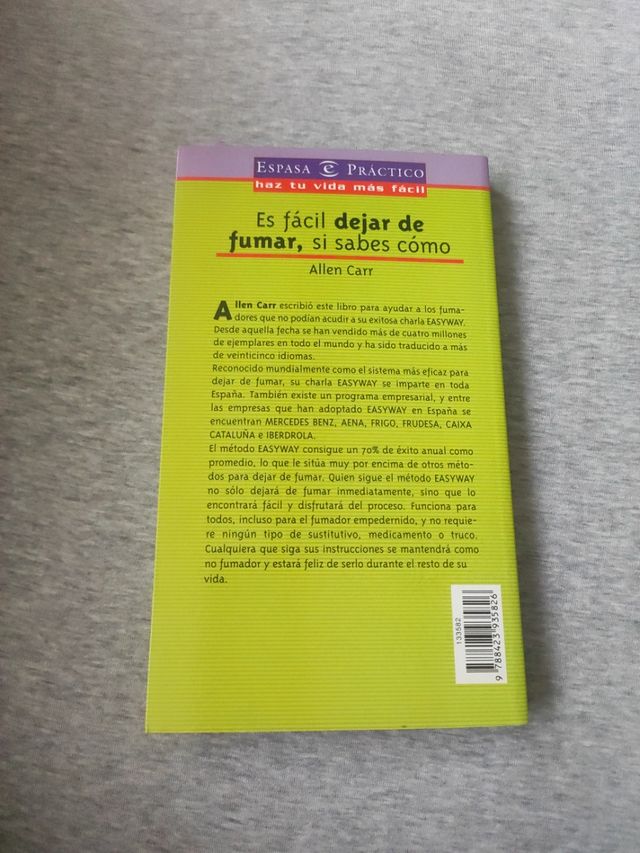 ESPASA e PRÁCTICO
haz tu vida más fácil
Es fácil dejar de
fumar, si sabes cómo
Allen Carr
Allen Carr escribió este libro para ayudar a los fuma-
dores que no podían acudir a su exitosa charla EASYWAY.
Desde aquella fecha se han vendido más de cuatro millones
de ejemplares en todo el mundo y ha sido traducido a más
de veinticinco idiomas.
Reconocido mundialmente como el sistema más eficaz para
dejar de fumar, su charla EASYWAY se imparte en toda
España. También existe un programa empresarial, y entre
las empresas que han adoptado EASYWAY en España se
encuentran MERCEDES BENZ, AENA, FRIGO, FRUDESA, CAIXA
CATALUÑA e IBERDROLA.
El método EASYWAY consigue un 70% de éxito anual como
promedio, lo que le sitúa muy por encima de otros méto-
dos para dejar de fumar. Quien sigue el método EASYWAY
no sólo dejará de fumar inmediatamente, sino que lo
encontrará fácil y disfrutará del proceso. Funciona para
todos, incluso para el fumador empedernido, y no requie-
re ningún tipo de sustitutivo, medicamento o truco.
Cualquiera que siga sus instrucciones se mantendrá como
no fumador y estará feliz de serlo durante el resto de su
vida.
133582
9 788423 935826